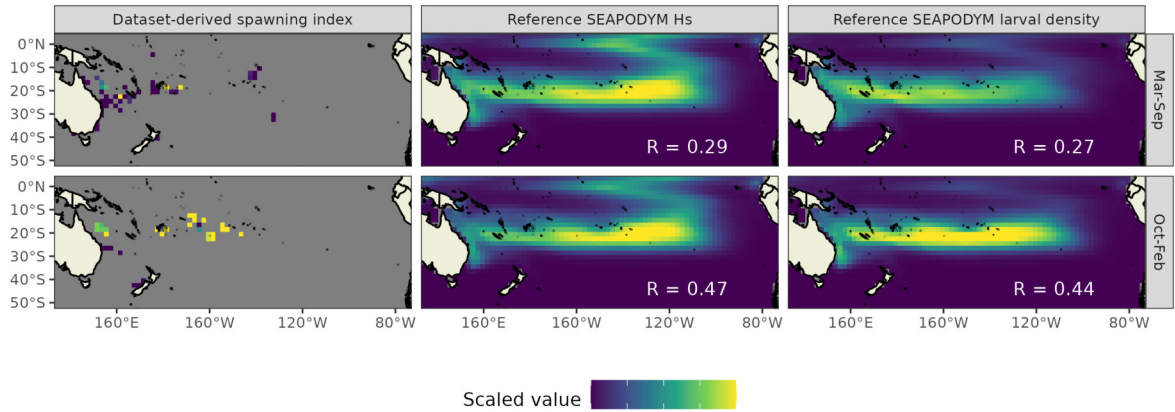 Dataset-derived spawning index Reference SEAPODYM Hs Reference SEAPODYM larval density
0°N
10°S
20°S
30°S
40°S
50°S
R = 0.29 R = 0.27
Mar-Sep
0°N
10°S
20°S
30°S
40°S
50°S
R = 0.47 R = 0.44
Oct-Feb
160°E 160°W 120°W 80°W 160°E 160°W 120°W 80°W 160°E 160°W 120°W 80°W
Scaled value